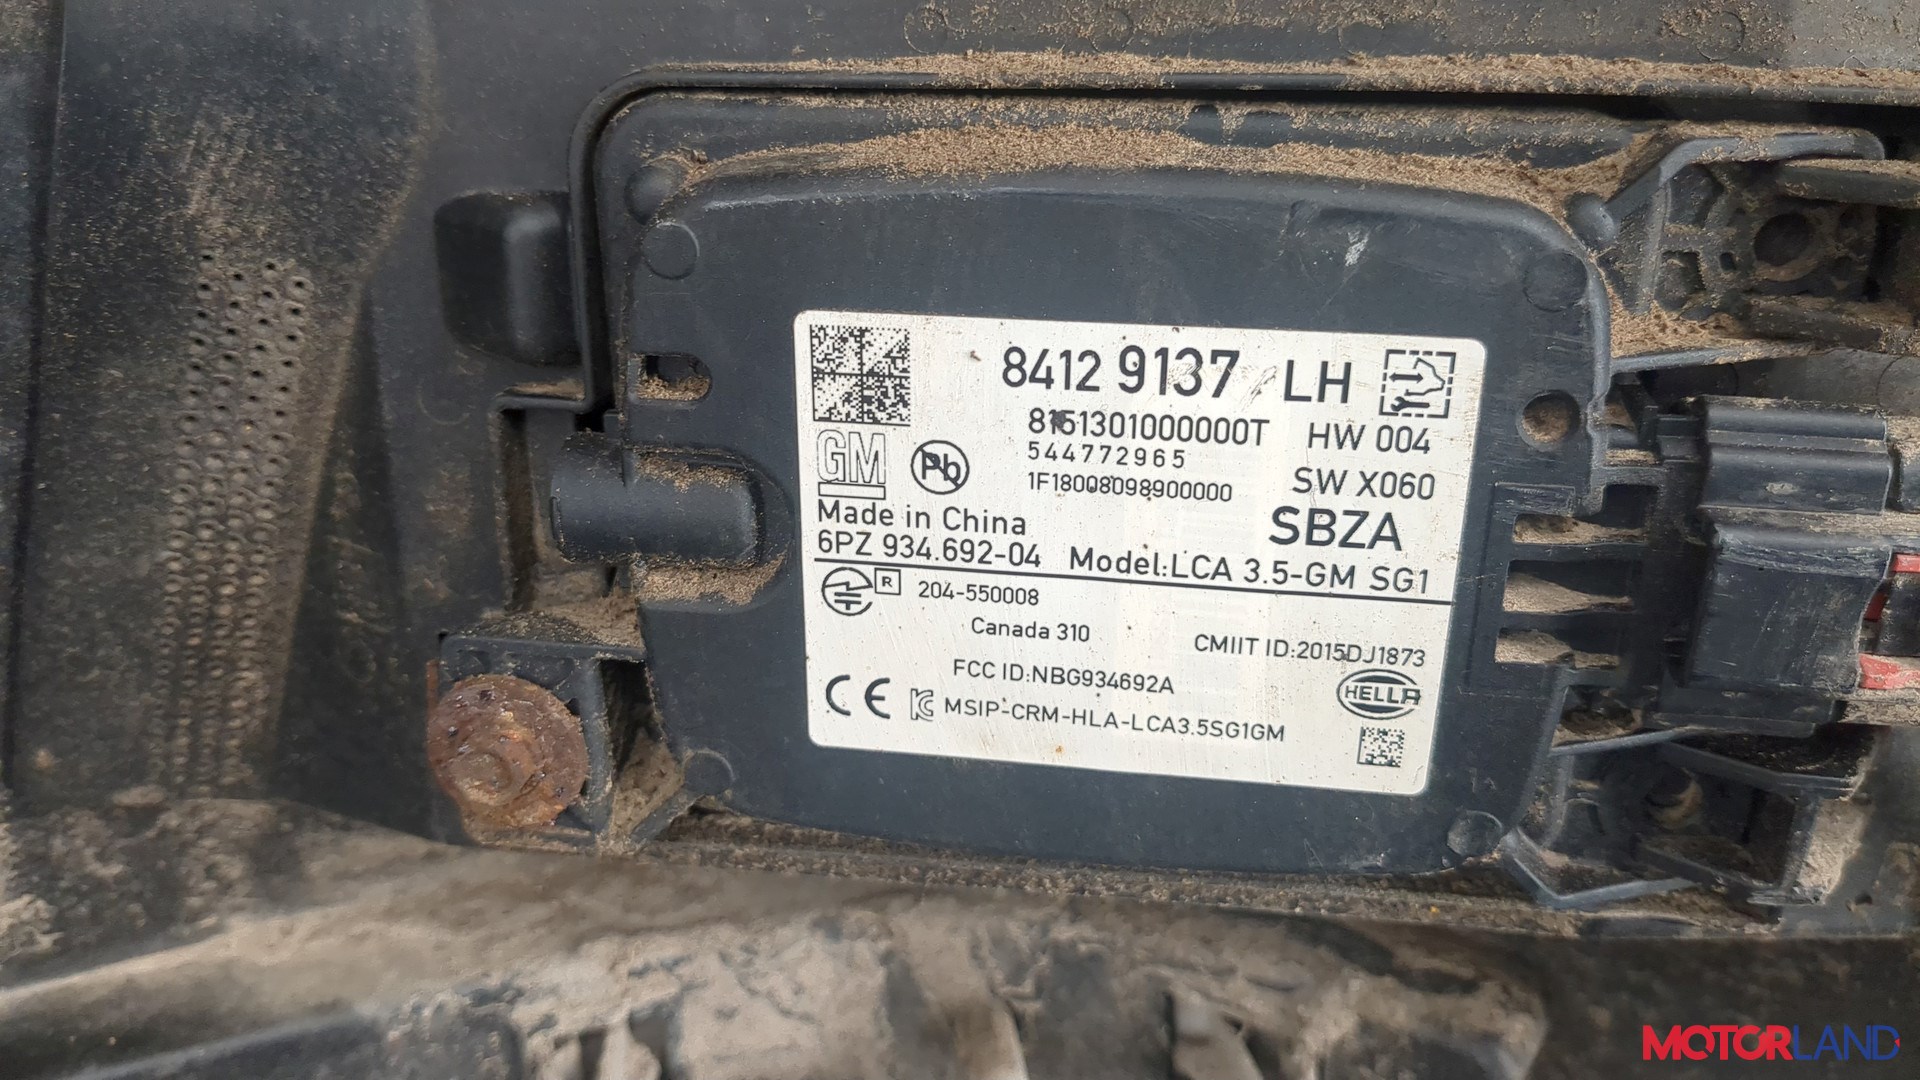 8412 9137 LH
8151301000000T HW 004
544772965
1F18008098900000 SW X060
GM Pb
SBZA
Made in China
6PZ 934.692-04 Model:LCA 3.5-GM SG1
R 204-550008
Canada 310
CMIIT ID:2015DJ1873
FCC ID:NBG934692A
HELLA
CE MSIP-CRM-HLA-LCA3.5SG1GM
MOTORLAND